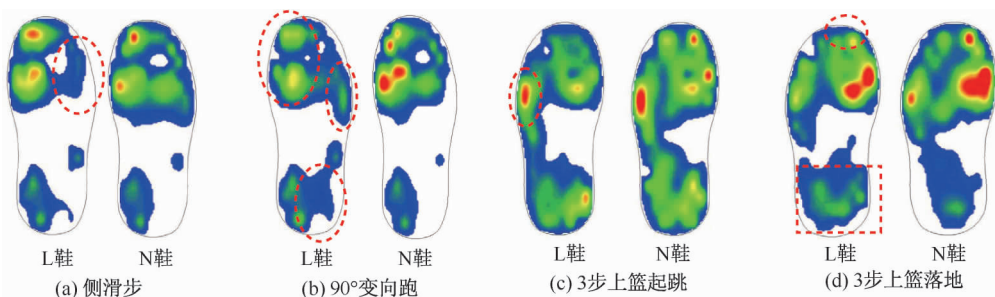 L鞋 N鞋 L鞋 N鞋 L鞋 N鞋 L鞋 N鞋
(a) 侧滑步 (b) 90°变向跑 (c) 3步上篮起跳 (d) 3步上篮落地